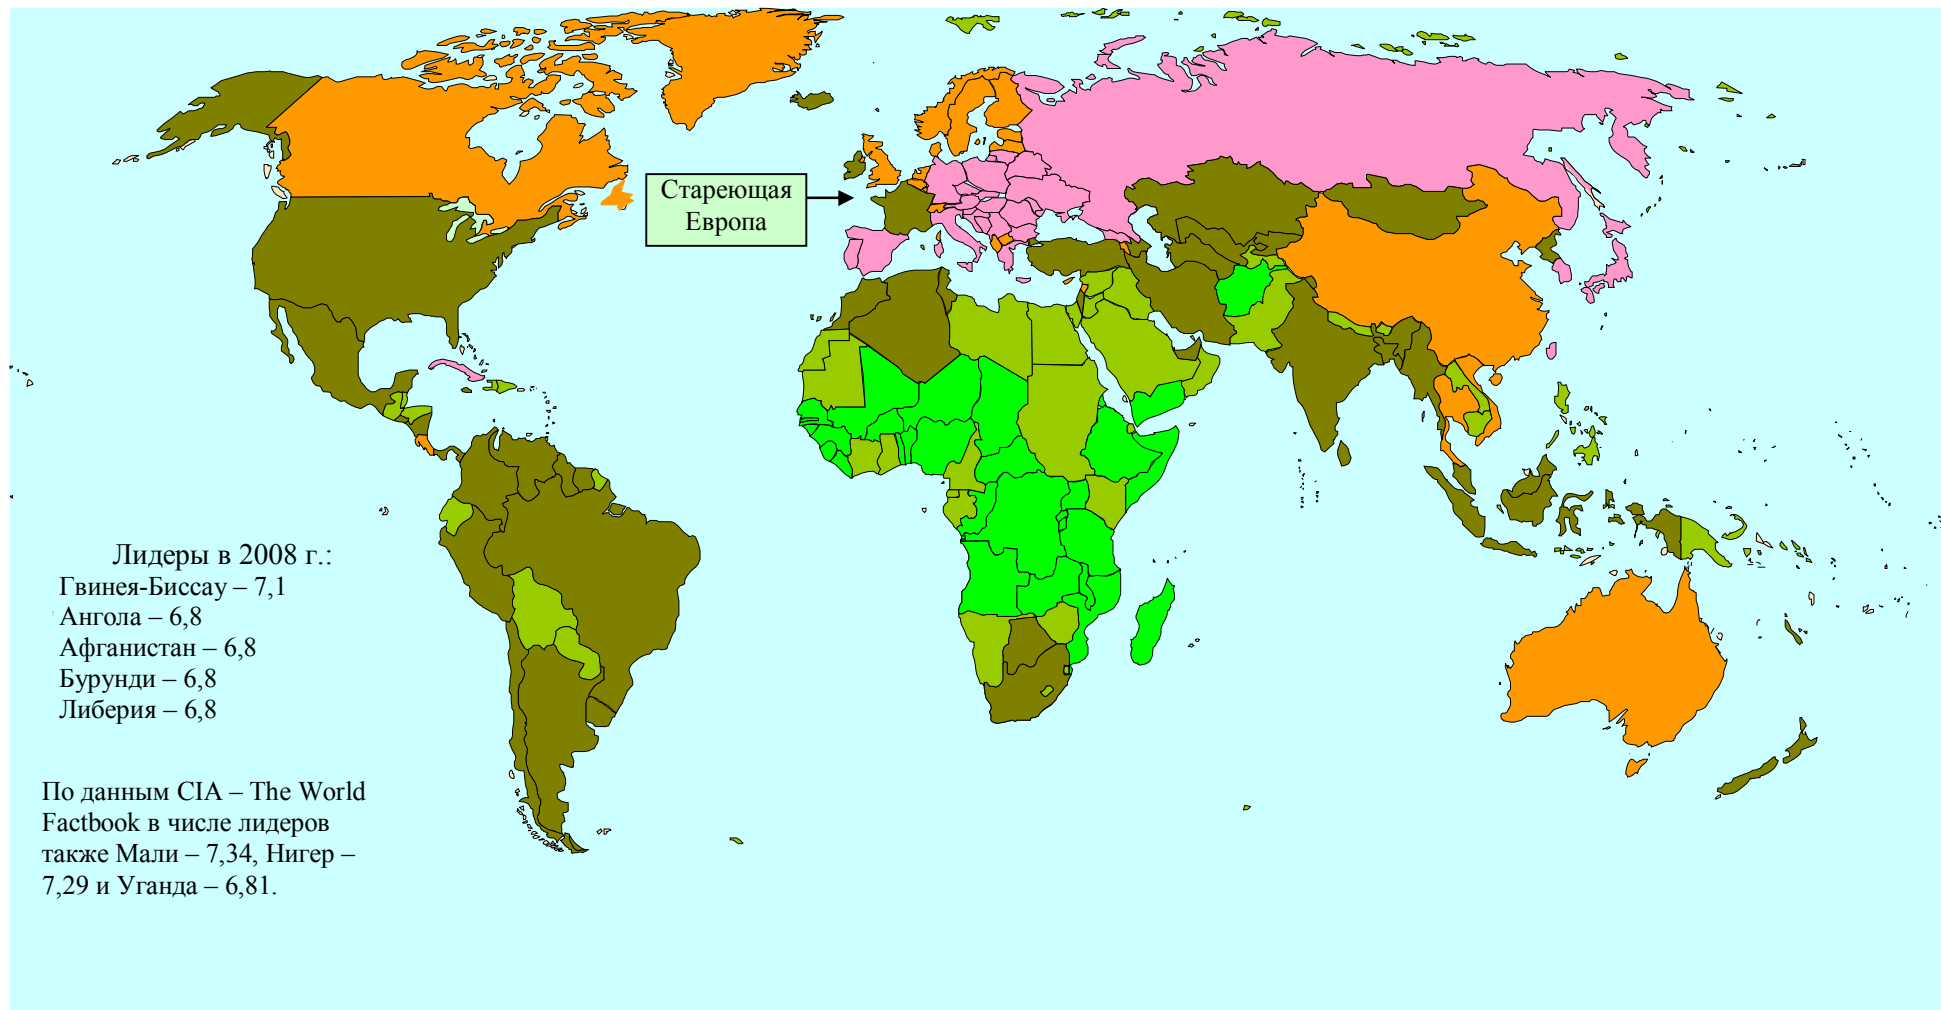 Стареющая
Европа
Лидеры в 2008 г.:
Гвинея-Биссау – 7,1
Ангола – 6,8
Афганистан – 6,8
Бурунди – 6,8
Либерия – 6,8
По данным CIA – The World
Factbook в числе лидеров
также Мали – 7,34, Нигер –
7,29 и Уганда – 6,81.